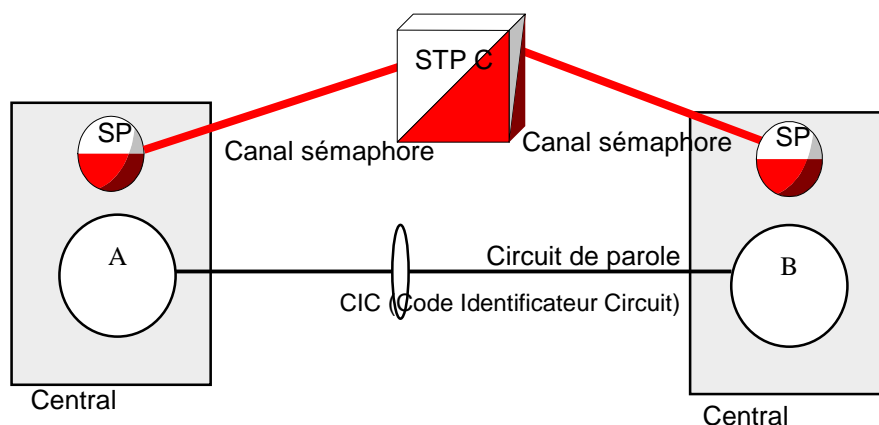 STP C
SP
SP
Canal sémaphore
Canal sémaphore
A
B
Circuit de parole
CIC (Code Identificateur Circuit)
Central
Central